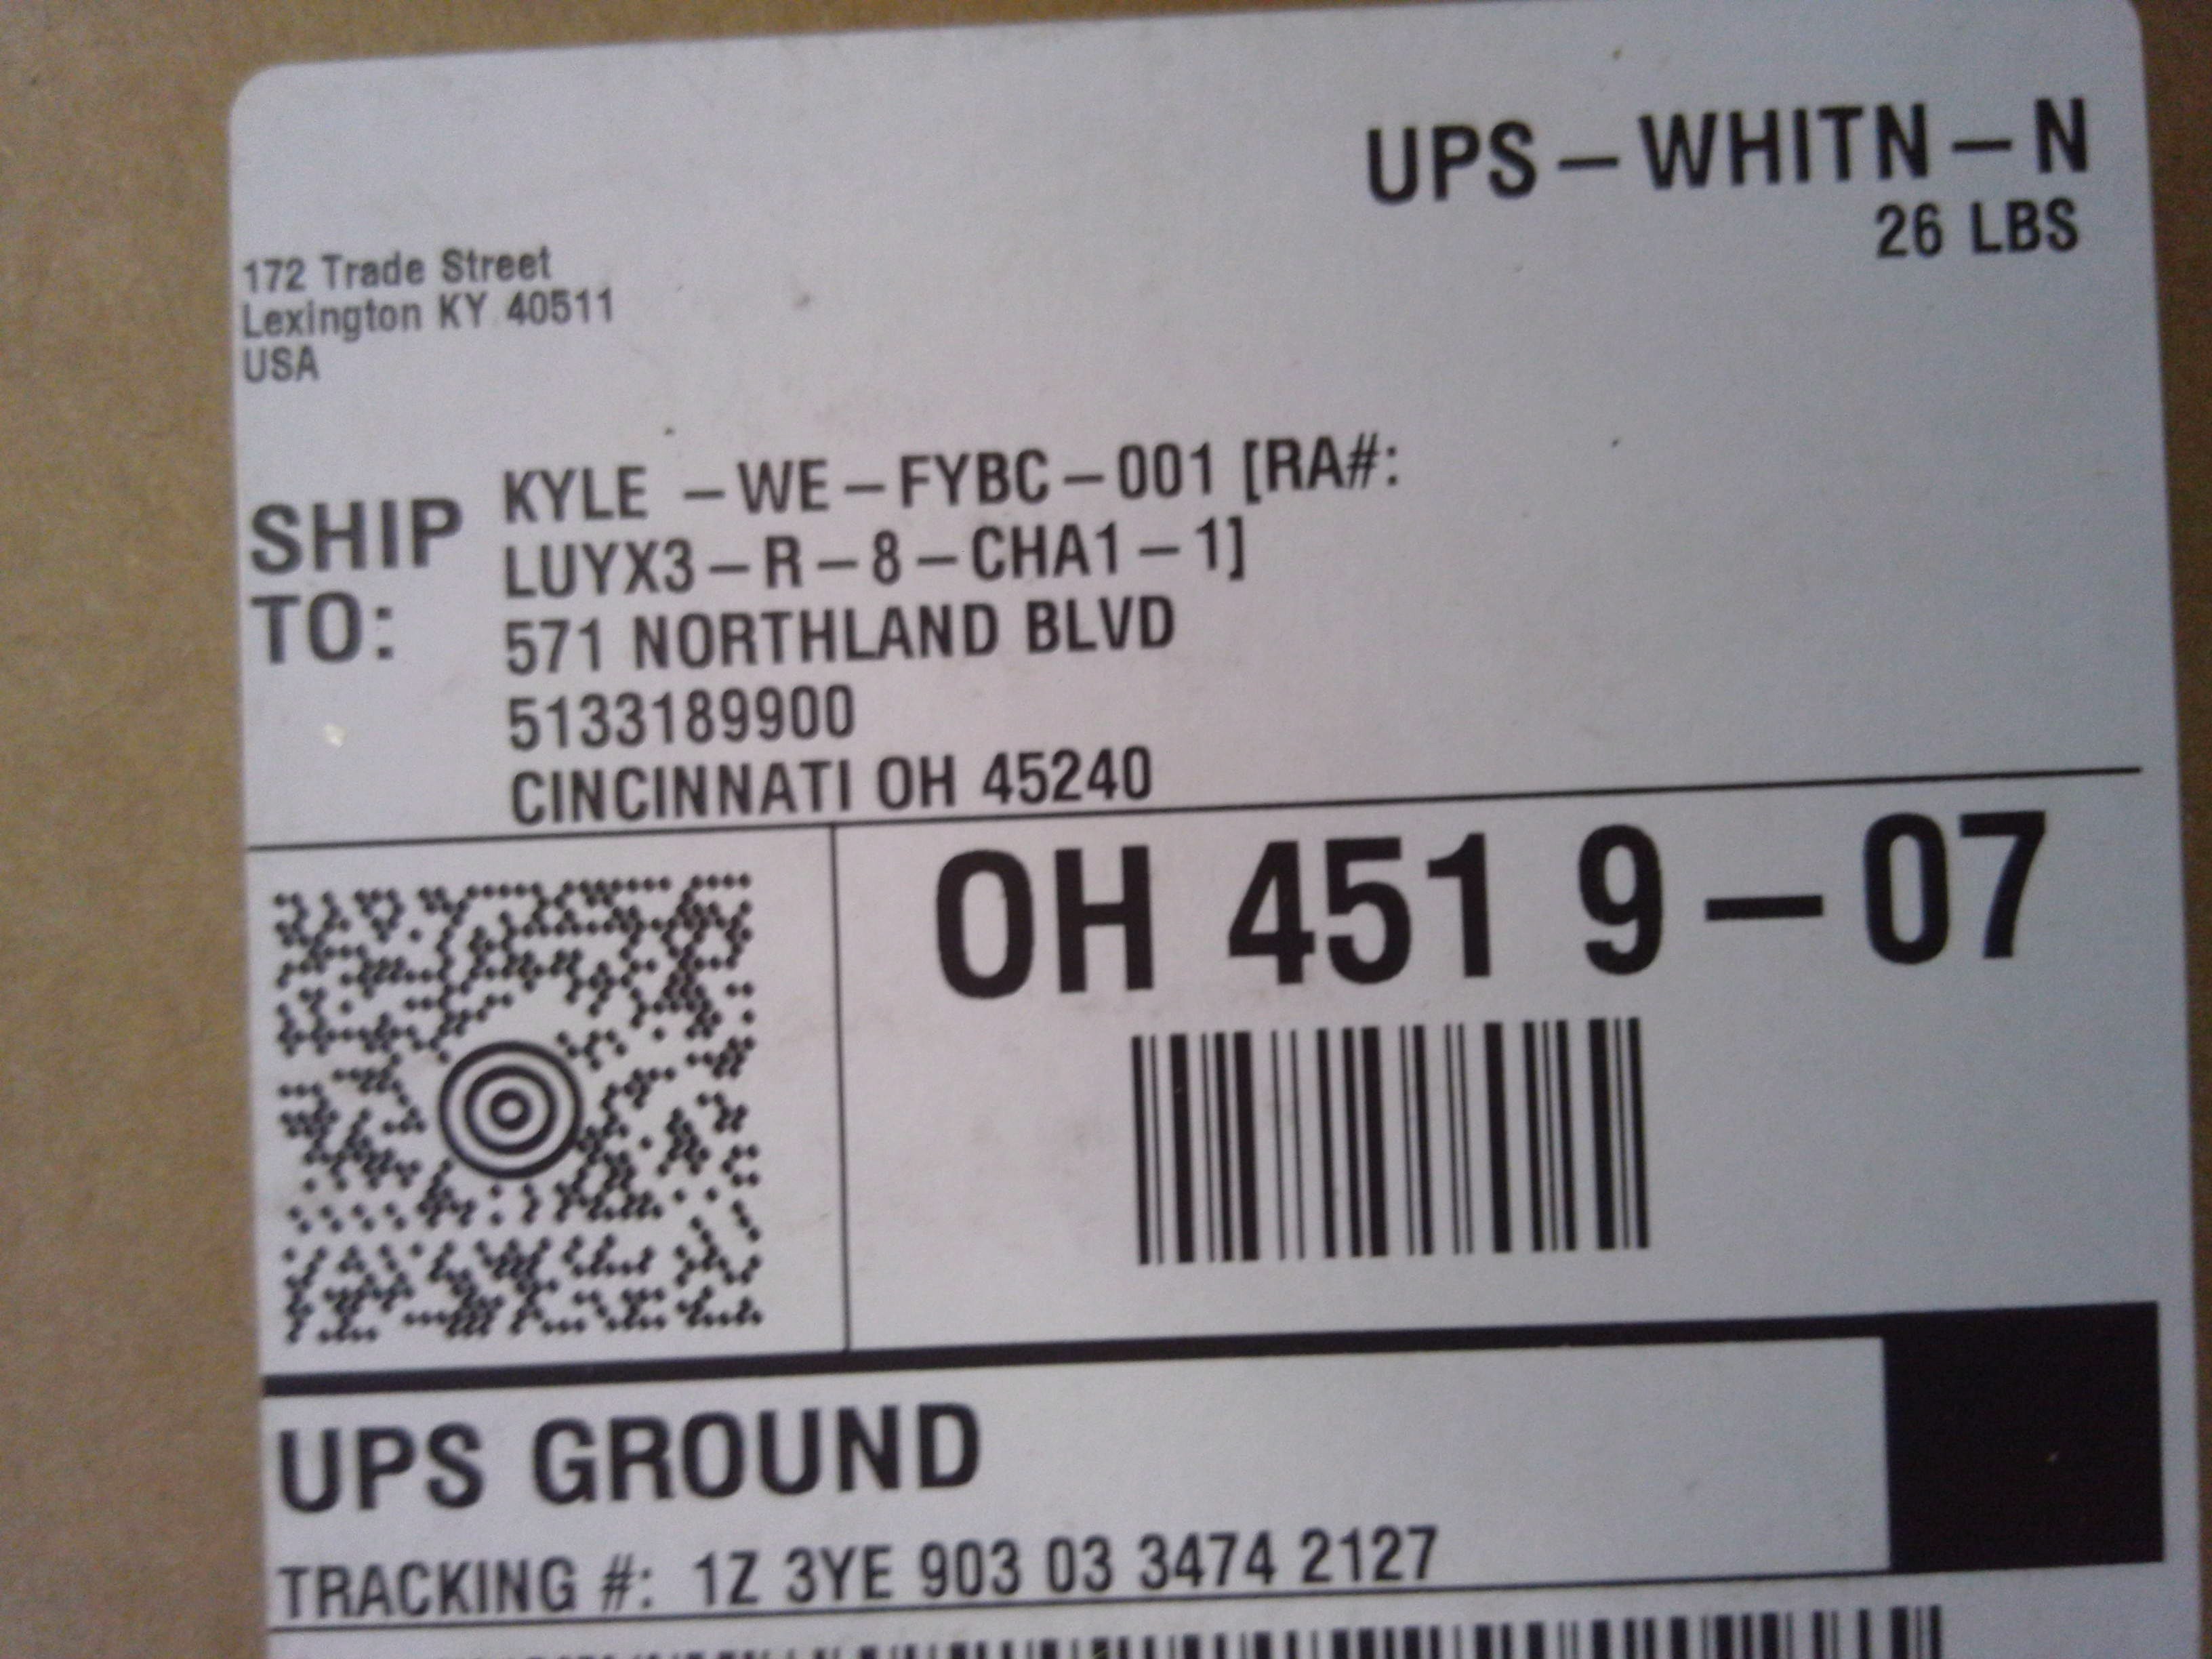 UPS-WHITN-N
26 LBS
172 Trade Street
Lexington KY 40511
USA
SHIP TO:
KYLE -WE-FYBC-001 [RA#:
LUYX3-R-8-CHA1-1]
571 NORTHLAND BLVD
5133189900
CINCINNATI OH 45240
OH 451 9-07
UPS GROUND
TRACKING #: 1Z 3YE 903 03 3474 2127